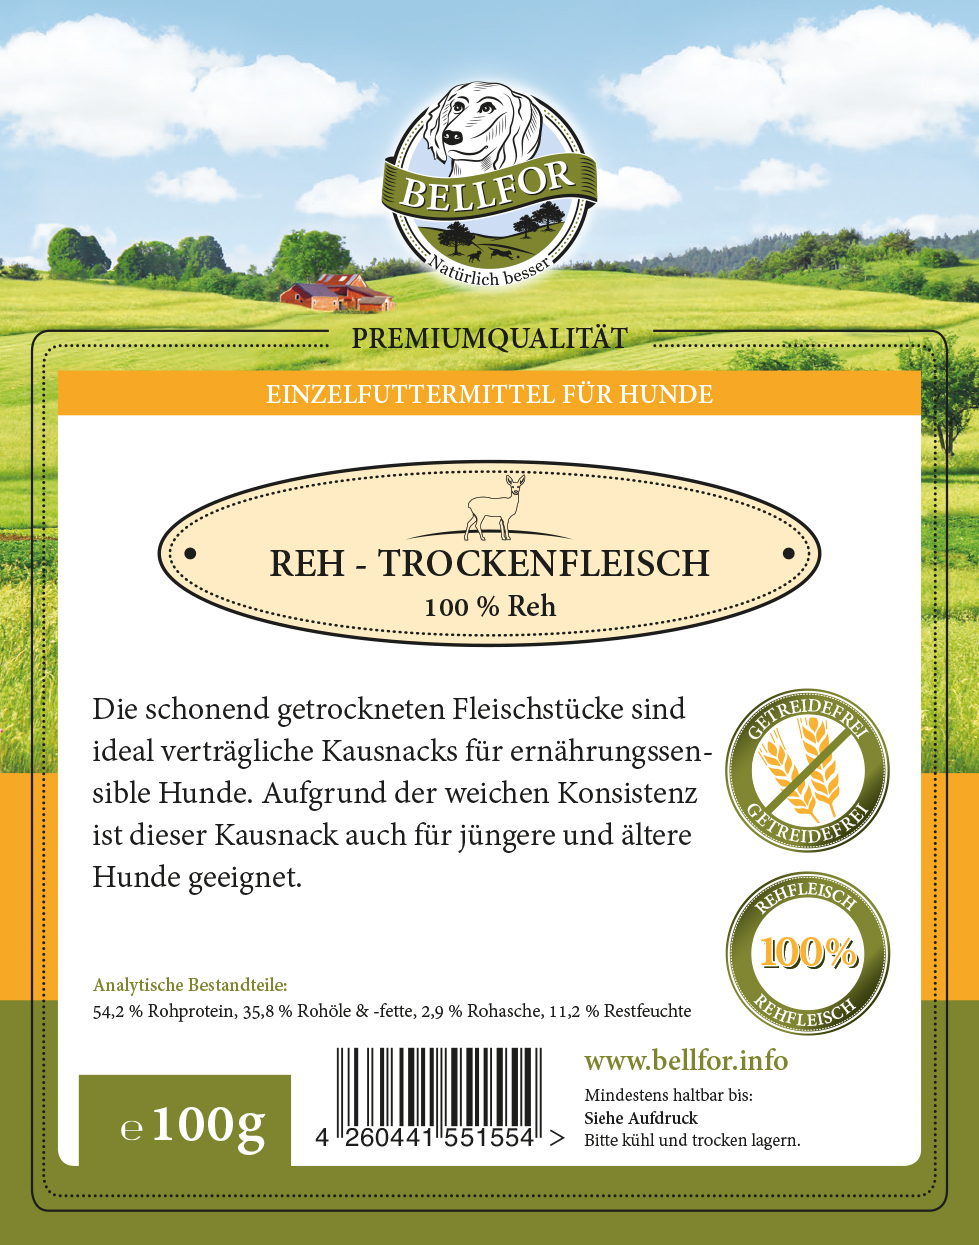 BELLFOR
Natürlich besser
PREMIUMQUALITÄT
EINZELFUTTERMITTEL FÜR HUNDE
REH - TROCKENFLEISCH
100 % Reh
Die schonend getrockneten Fleischstücke sind
ideal verträgliche Kausnacks für ernährungssen-
sible Hunde. Aufgrund der weichen Konsistenz
ist dieser Kausnack auch für jüngere und ältere
Hunde geeignet.
GETREIDEFREI
GETREIDEFREI
REHFLEISCH
100%
REHFLEISCH
Analytische Bestandteile:
54,2 % Rohprotein, 35,8 % Rohöle & -fette, 2,9 % Rohasche, 11,2 % Restfeuchte
℮ 100g
4 260441 551554 >
www.bellfor.info
Mindestens haltbar bis:
Siehe Aufdruck
Bitte kühl und trocken lagern.